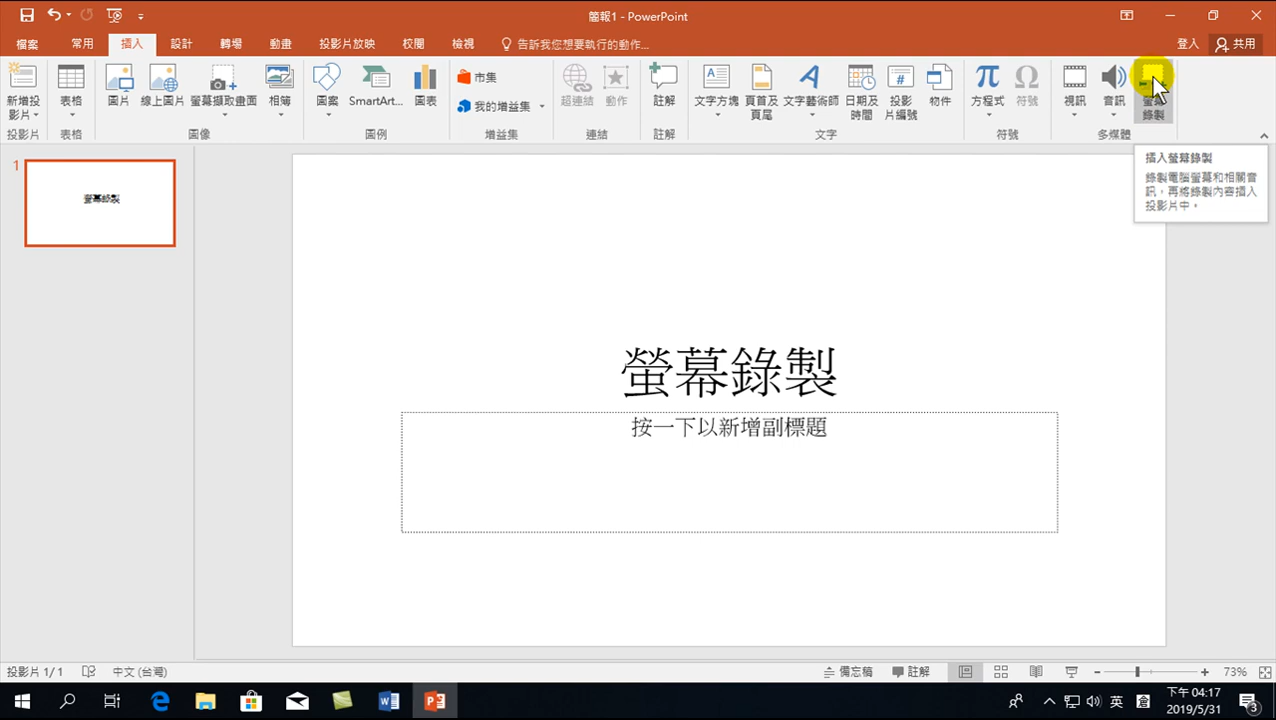 簡報1 - PowerPoint
檔案 常用 插入 設計 轉場 動畫 投影片放映 校閱 檢視 告訴我您想要執行的動作... 登入 共用
新增投影片
表格
圖片
線上圖片
螢幕擷取畫面
相簿
圖案
SmartArt...
圖表
市集
我的增益集
超連結
動作
註解
文字方塊
頁首及頁尾
文字藝術師
日期及時間
投影片編號
物件
方程式
符號
視訊
音訊
螢幕錄製
投影片 表格 圖像 圖例 增益集 連結 註解 文字 符號 多媒體
插入螢幕錄製
錄製電腦螢幕和相關音
訊，再將錄製內容插入
投影片中。
1
螢幕錄製
螢幕錄製
按一下以新增副標題
投影片 1/1 中文 (台灣) 備忘稿 註解 73%
英 倉 下午 04:17
2019/5/31
3